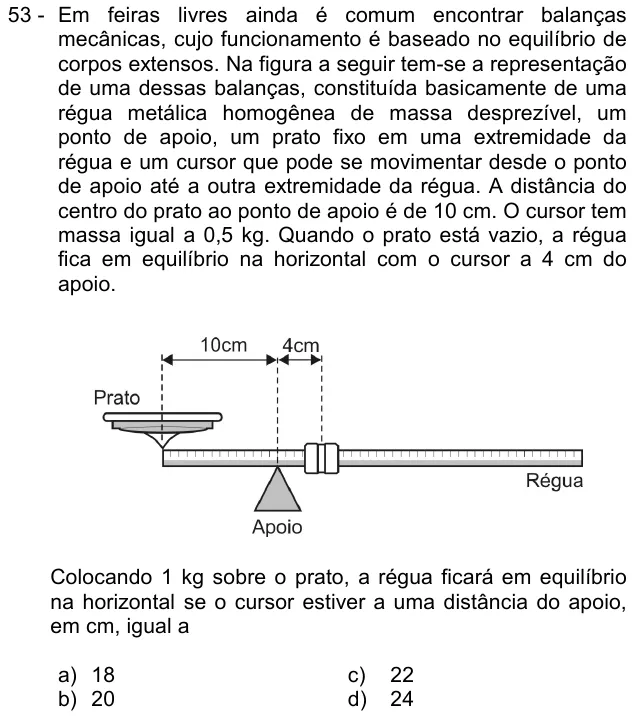 53 - Em feiras livres ainda é comum encontrar balanças
mecânicas, cujo funcionamento é baseado no equilíbrio de
corpos extensos. Na figura a seguir tem-se a representação
de uma dessas balanças, constituída basicamente de uma
régua metálica homogênea de massa desprezível, um
ponto de apoio, um prato fixo em uma extremidade da
régua e um cursor que pode se movimentar desde o ponto
de apoio até a outra extremidade da régua. A distância do
centro do prato ao ponto de apoio é de 10 cm. O cursor tem
massa igual a 0,5 kg. Quando o prato está vazio, a régua
fica em equilíbrio na horizontal com o cursor a 4 cm do
apoio.
10cm 4cm
Prato
Régua
Apoio
Colocando 1 kg sobre o prato, a régua ficará em equilíbrio
na horizontal se o cursor estiver a uma distância do apoio,
em cm, igual a
a) 18 c) 22
b) 20 d) 24